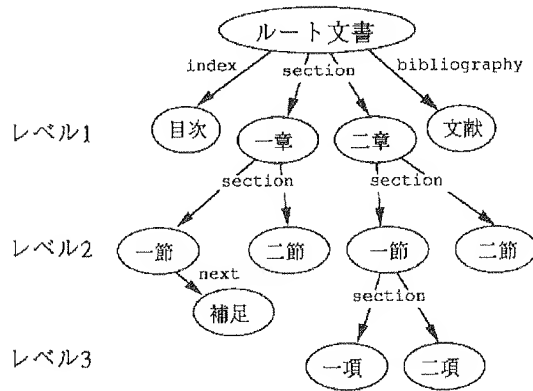 ルート文書
index section bibliography
レベル1 目次 一章 二章 文献
section section
レベル2 一節 二節 一節 二節
next
補足 section
レベル3 一項 二項